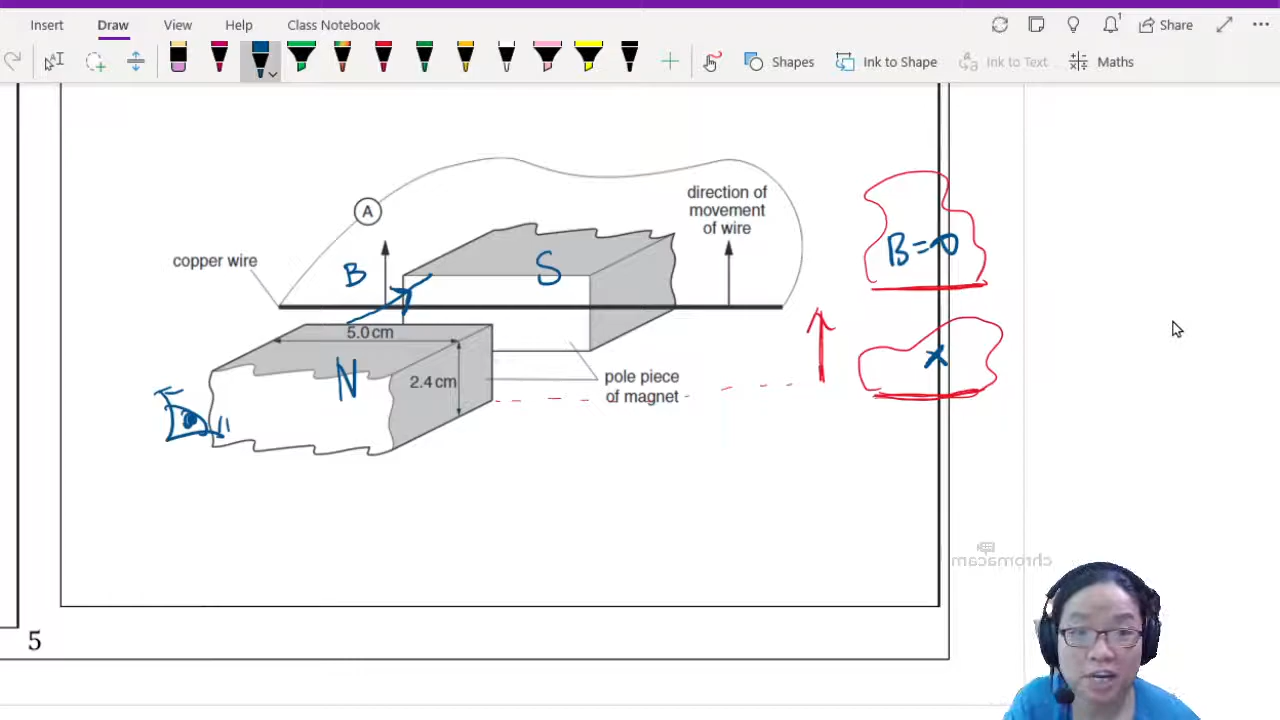 Insert Draw View Help Class Notebook
1
Share
Shapes
Ink to Shape
Ink to Text
Maths
A
direction of
movement
of wire
copper wire
B
S
B=0
5.0 cm
N
2.4 cm
pole piece
of magnet
x
chromacam
5